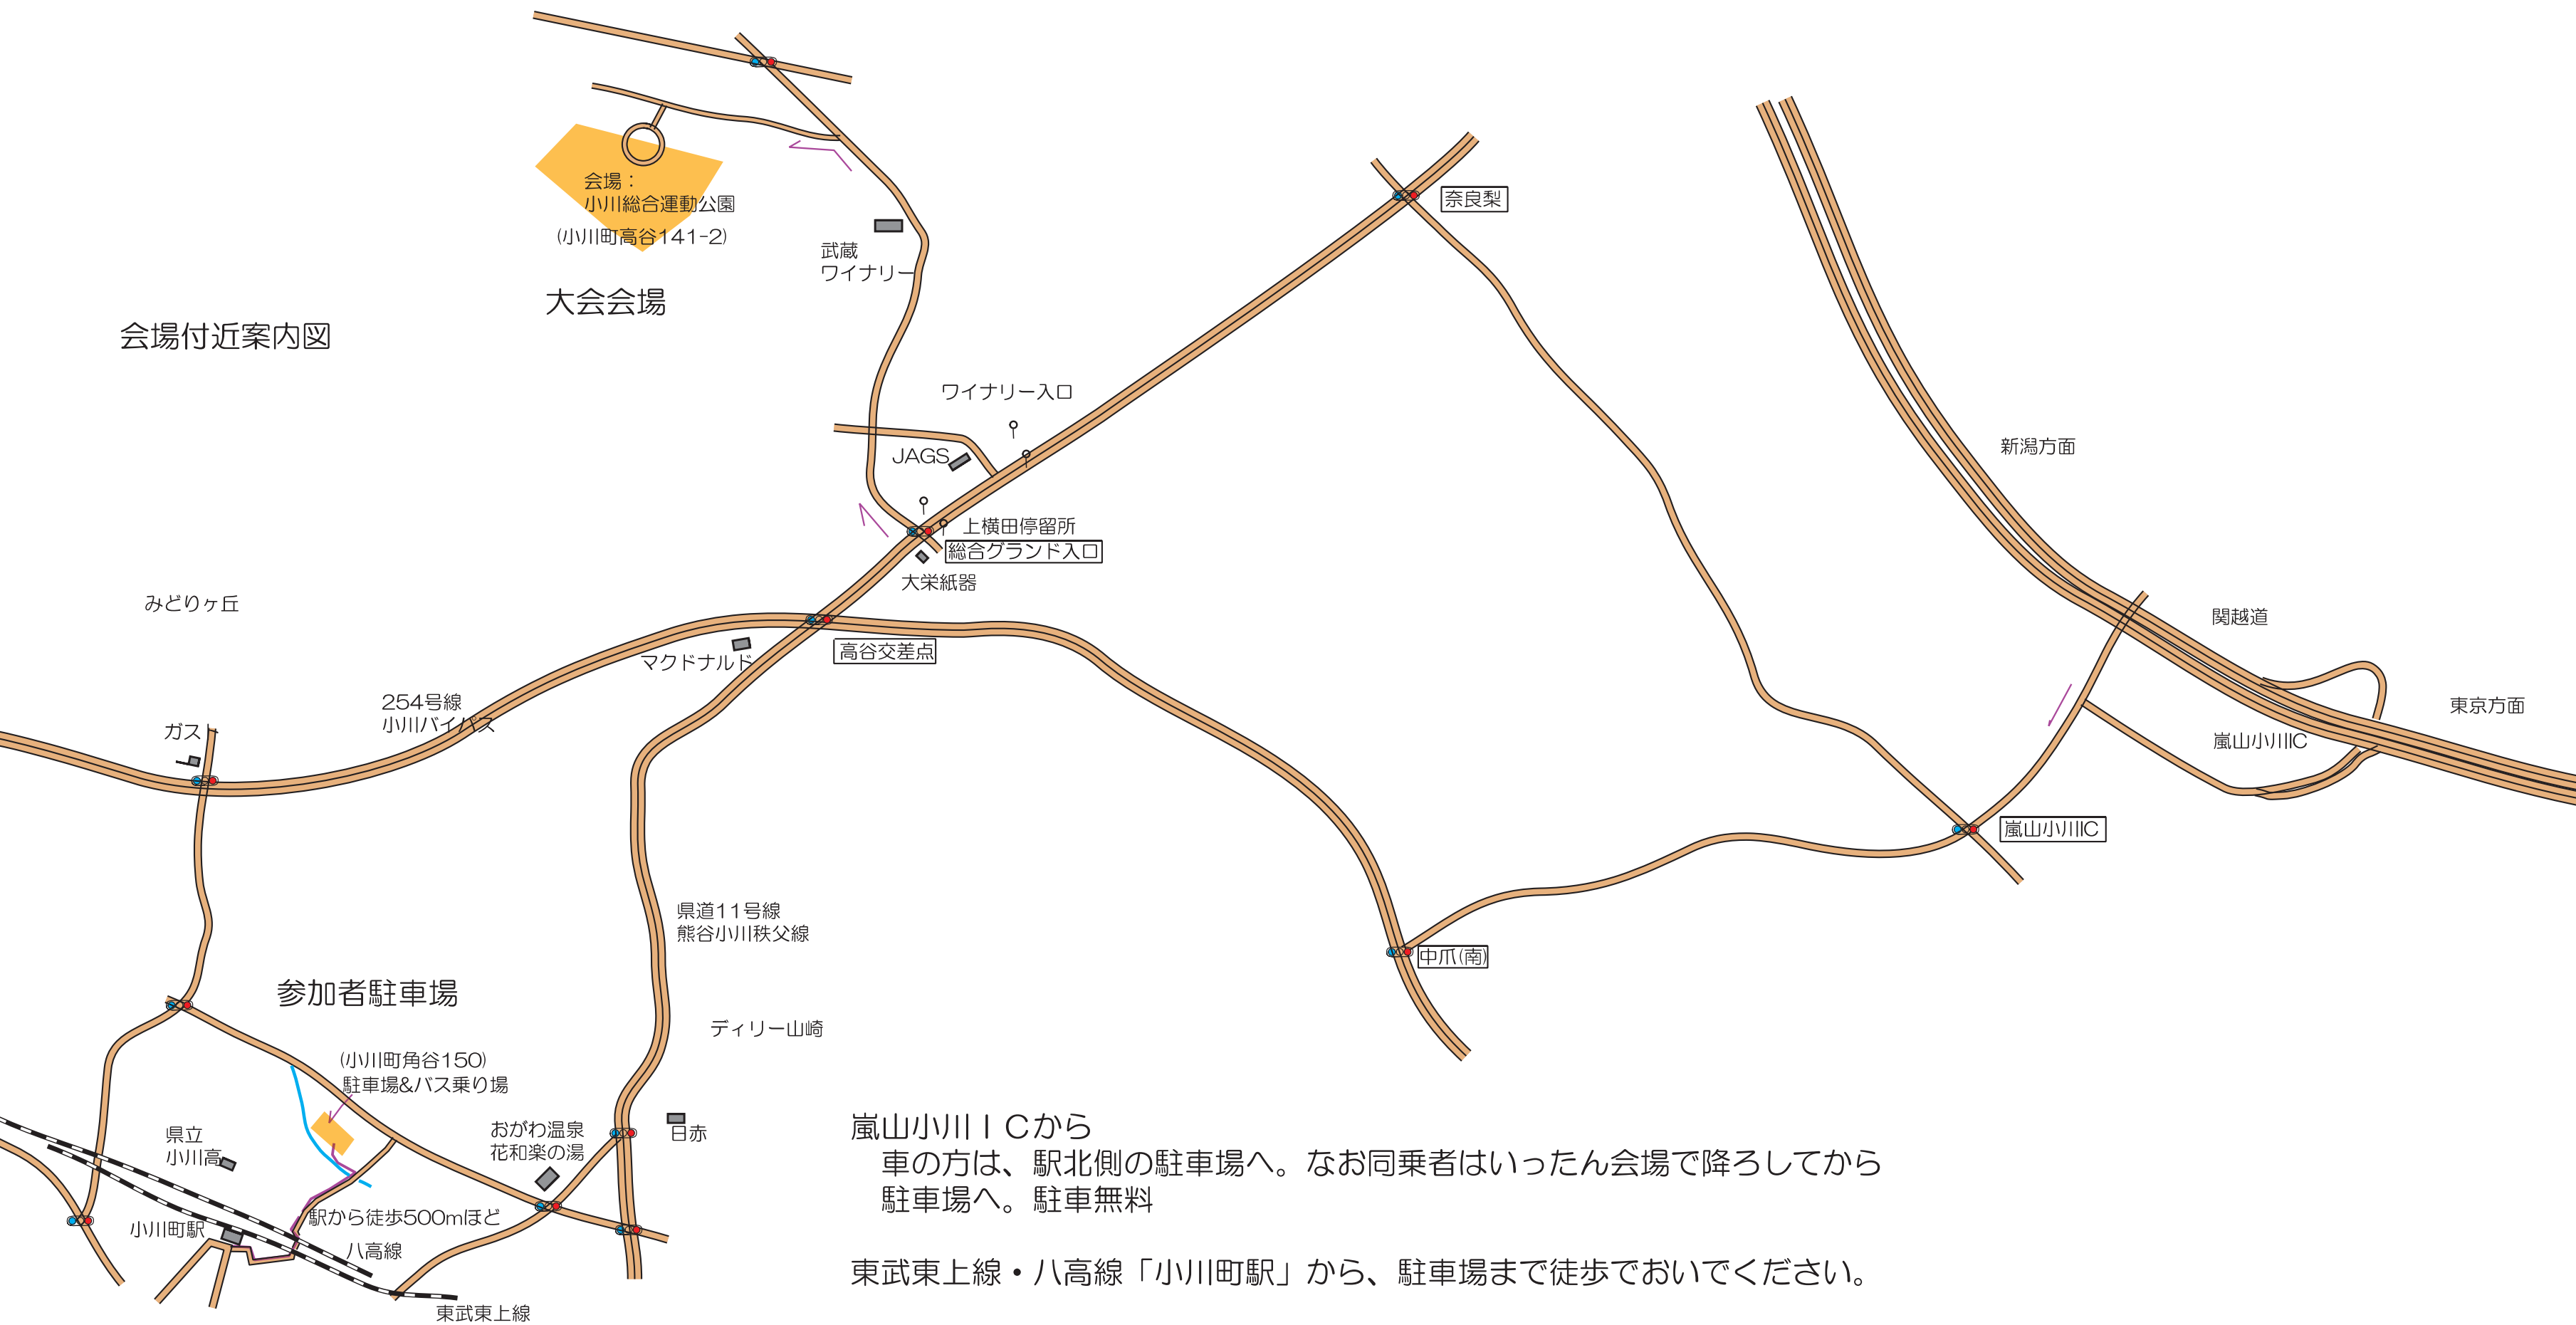 会場：
小川総合運動公園
(小川町高谷141-2)
奈良梨
武蔵
ワイナリー
大会会場
会場付近案内図
ワイナリー入口
JAGS
新潟方面
上横田停留所
総合グランド入口
大栄紙器
みどりヶ丘
関越道
高谷交差点
マクドナルド
254号線
小川バイパス
東京方面
ガスト
嵐山小川IC
嵐山小川IC
県道11号線
熊谷小川秩父線
中爪(南)
参加者駐車場
ディリー山崎
(小川町角谷150)
駐車場&バス乗り場
おがわ温泉
花和楽の湯
日赤
県立
小川高
嵐山小川ＩＣから
車の方は、駅北側の駐車場へ。なお同乗者はいったん会場で降ろしてから
駐車場へ。駐車無料
小川町駅
駅から徒歩500mほど
八高線
東武東上線・八高線「小川町駅」から、駐車場まで徒歩でおいでください。
東武東上線